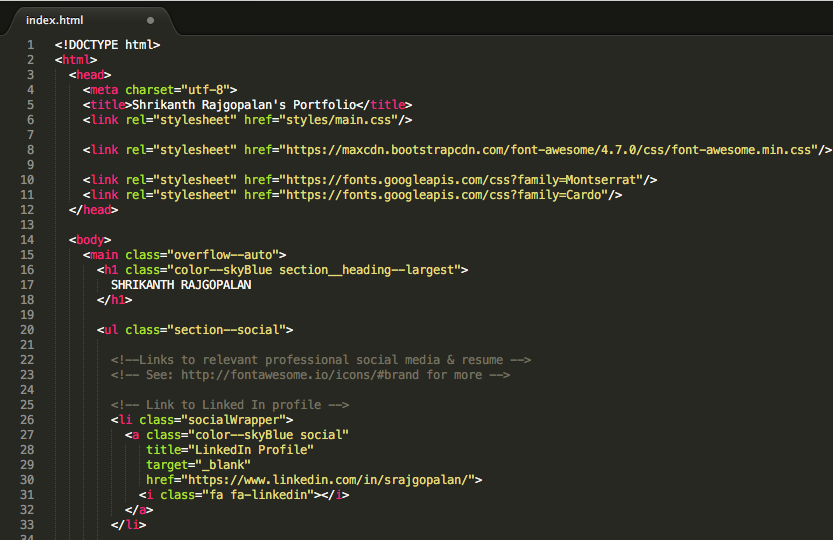 index.html
1 <!DOCTYPE html>
2 <html>
3 <head>
4 <meta charset="utf-8">
5 <title>Shrikanth Rajgopalan's Portfolio</title>
6 <link rel="stylesheet" href="styles/main.css"/>
7
8 <link rel="stylesheet" href="https://maxcdn.bootstrapcdn.com/font-awesome/4.7.0/css/font-awesome.min.css"/>
9
10 <link rel="stylesheet" href="https://fonts.googleapis.com/css?family=Montserrat"/>
11 <link rel="stylesheet" href="https://fonts.googleapis.com/css?family=Cardo"/>
12 </head>
13
14 <body>
15 <main class="overflow--auto">
16 <h1 class="color--skyBlue section__heading--largest">
17 SHRIKANTH RAJGOPALAN
18 </h1>
19
20 <ul class="section--social">
21
22 <!--Links to relevant professional social media & resume -->
23 <!-- See: http://fontawesome.io/icons/#brand for more -->
24
25 <!-- Link to Linked In profile -->
26 <li class="socialWrapper">
27 <a class="color--skyBlue social"
28 title="LinkedIn Profile"
29 target="_blank"
30 href="https://www.linkedin.com/in/srajgopalan/">
31 <i class="fa fa-linkedin"></i>
32 </a>
33 </li>
34